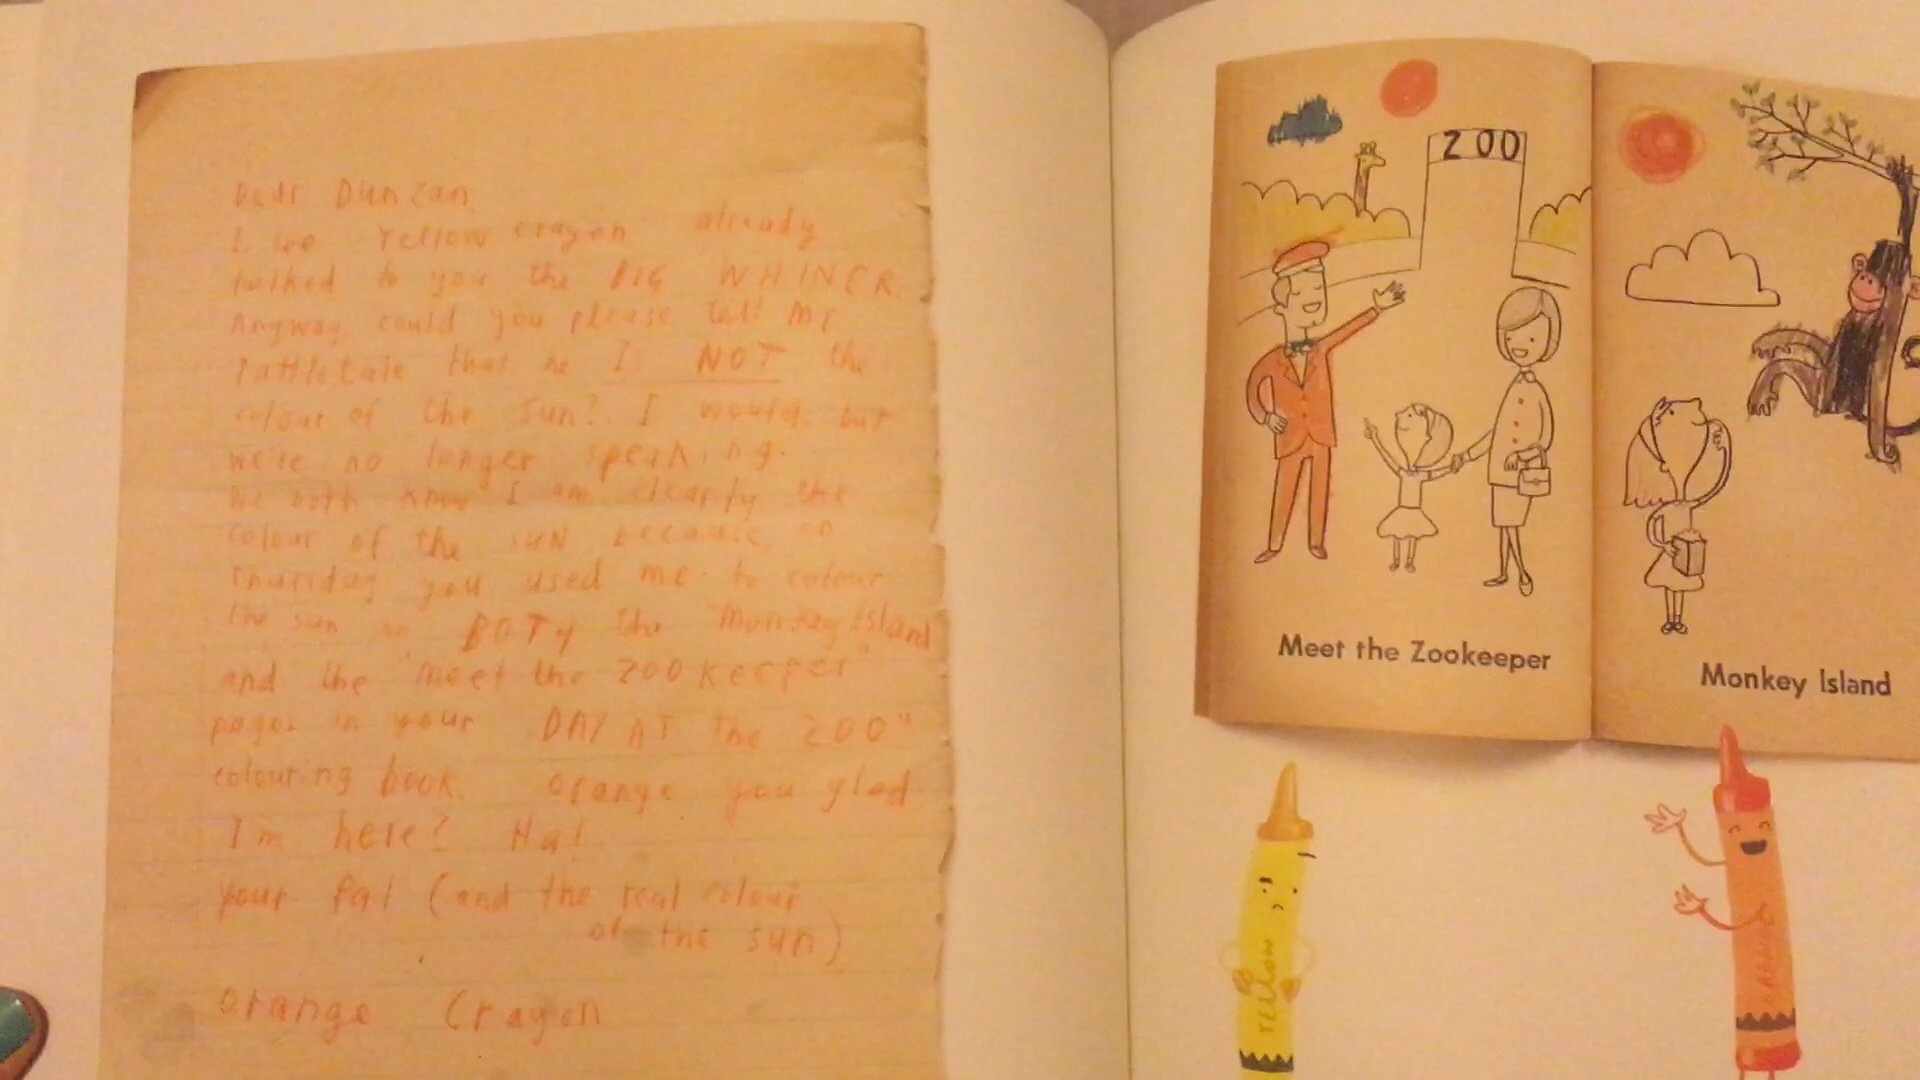 Dear Duncan,
I see Yellow crayon already
talked to you the BIG WHINER.
Anyway, could you please tell Mr
Tattletale that he Is NOT the
colour of the sun? I would but
we're no longer speaking.
We both know I am clearly the
colour of the sun because, on
Thursday you used me to colour
the sun on BOTH the "Monkey Island
and the "Meet the Zookeeper"
pages in your DAY AT The ZOO"
colouring book. Orange you glad
I'm here? Ha!
Your Pal (and the real colour
of the sun)
Orange Crayon
ZOO
Meet the Zookeeper
Monkey Island
YELLOW